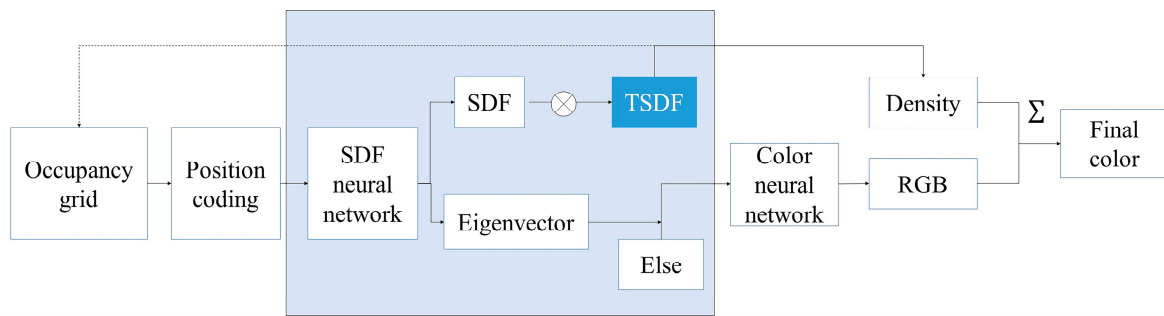 Occupancy
grid
Position
coding
SDF
neural
network
SDF
TSDF
Eigenvector
Else
Color
neural
network
Density
RGB
Σ
Final
color